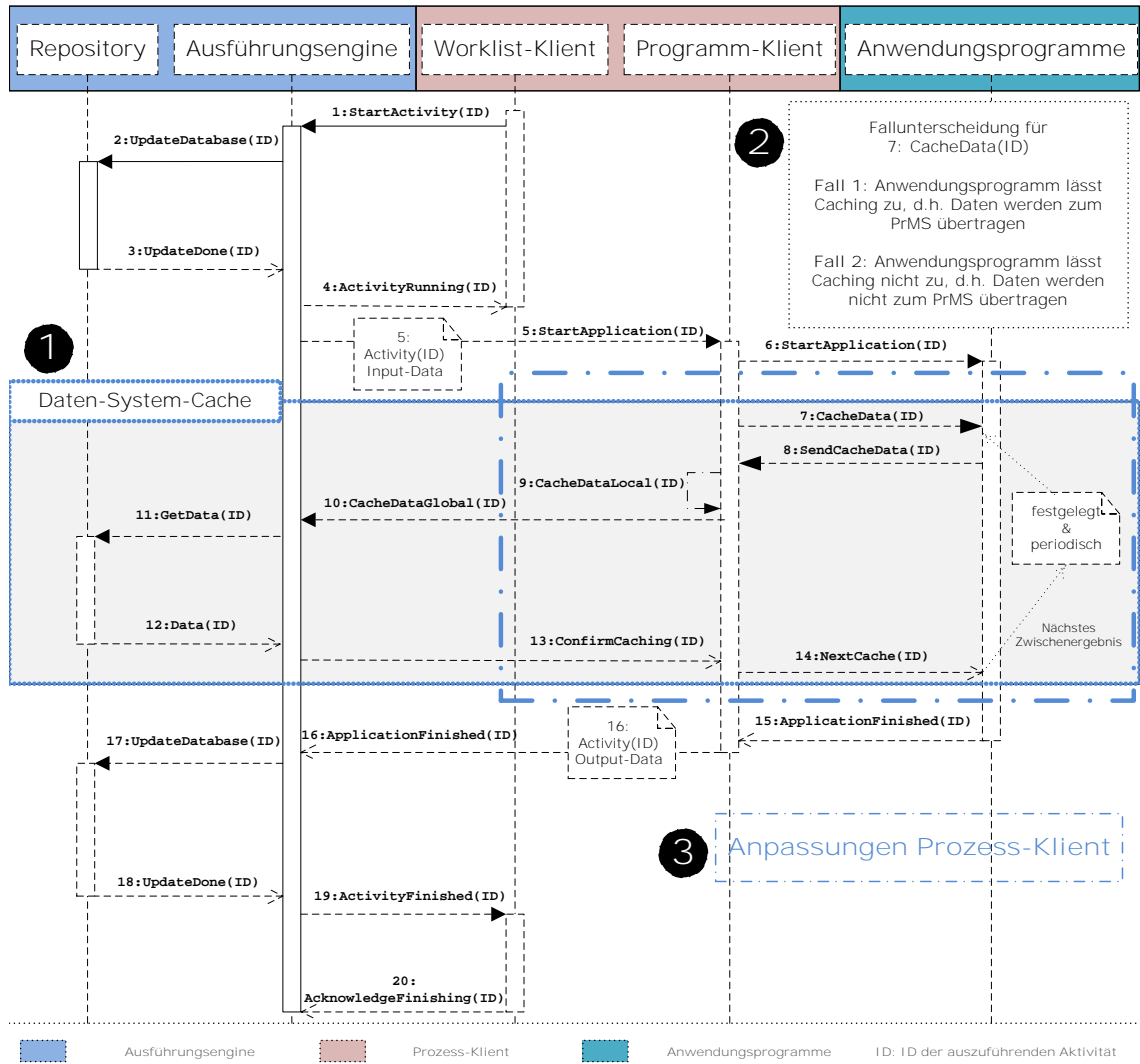 Repository
Ausführungsengine
Worklist-Klient
Programm-Klient
Anwendungsprogramme
1:StartActivity(ID)
2:UpdateDatabase(ID)
2
Fallunterscheidung für
7: CacheData(ID)
Fall 1: Anwendungsprogramm lässt
Caching zu, d.h. Daten werden zum
PrMS übertragen
Fall 2: Anwendungsprogramm lässt
Caching nicht zu, d.h. Daten werden
nicht zum PrMS übertragen
3:UpdateDone(ID)
4:ActivityRunning(ID)
1
5:
Activity(ID)
Input-Data
5:StartApplication(ID)
6:StartApplication(ID)
Daten-System-Cache
7:CacheData(ID)
8:SendCacheData(ID)
9:CacheDataLocal(ID)
10:CacheDataGlobal(ID)
11:GetData(ID)
festgelegt
&
periodisch
12:Data(ID)
13:ConfirmCaching(ID)
Nächstes
Zwischenergebnis
14:NextCache(ID)
15:ApplicationFinished(ID)
16:
Activity(ID)
Output-Data
16:ApplicationFinished(ID)
17:UpdateDatabase(ID)
3
Anpassungen Prozess-Klient
18:UpdateDone(ID)
19:ActivityFinished(ID)
20:
AcknowledgeFinishing(ID)
Ausführungsengine
Prozess-Klient
Anwendungsprogramme
ID: ID der auszuführenden Aktivität